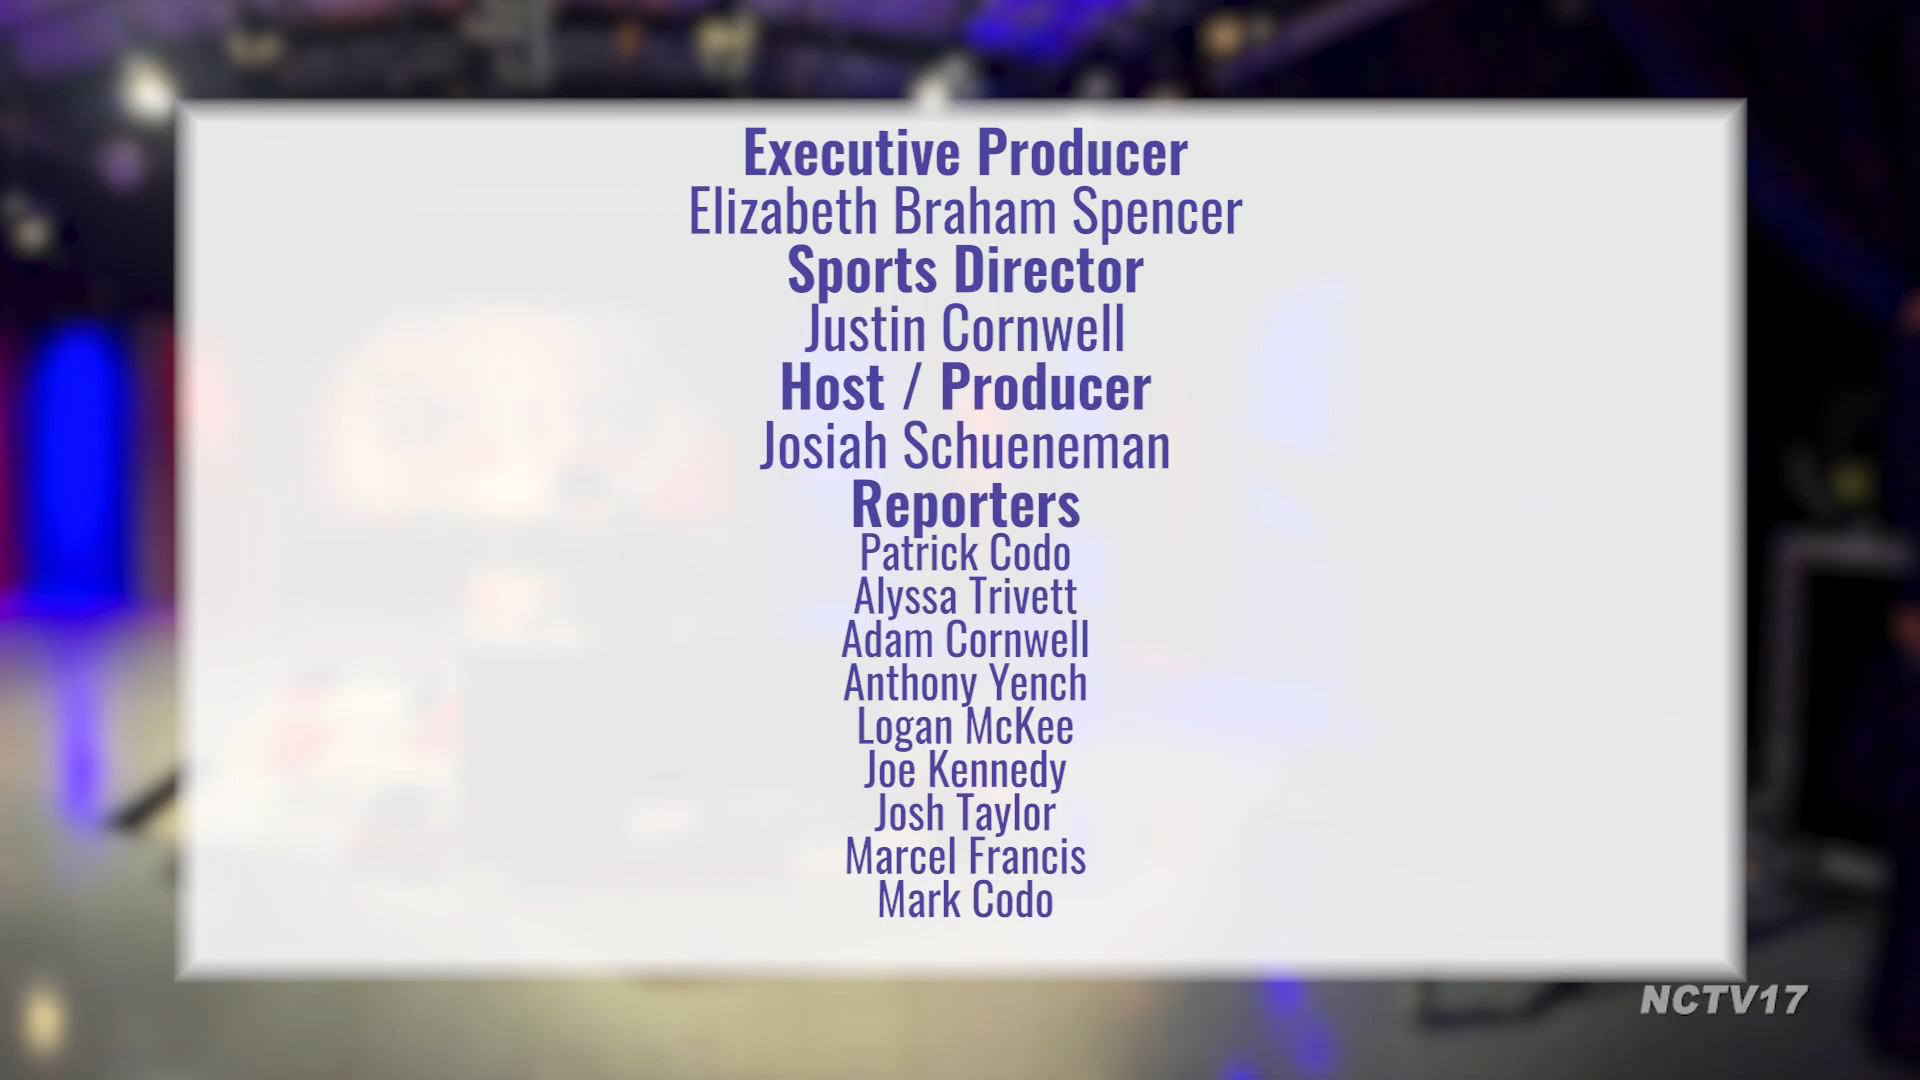 Executive Producer
Elizabeth Braham Spencer
Sports Director
Justin Cornwell
Host / Producer
Josiah Schueneman
Reporters
Patrick Codo
Alyssa Trivett
Adam Cornwell
Anthony Yench
Logan McKee
Joe Kennedy
Josh Taylor
Marcel Francis
Mark Codo
NCTV17